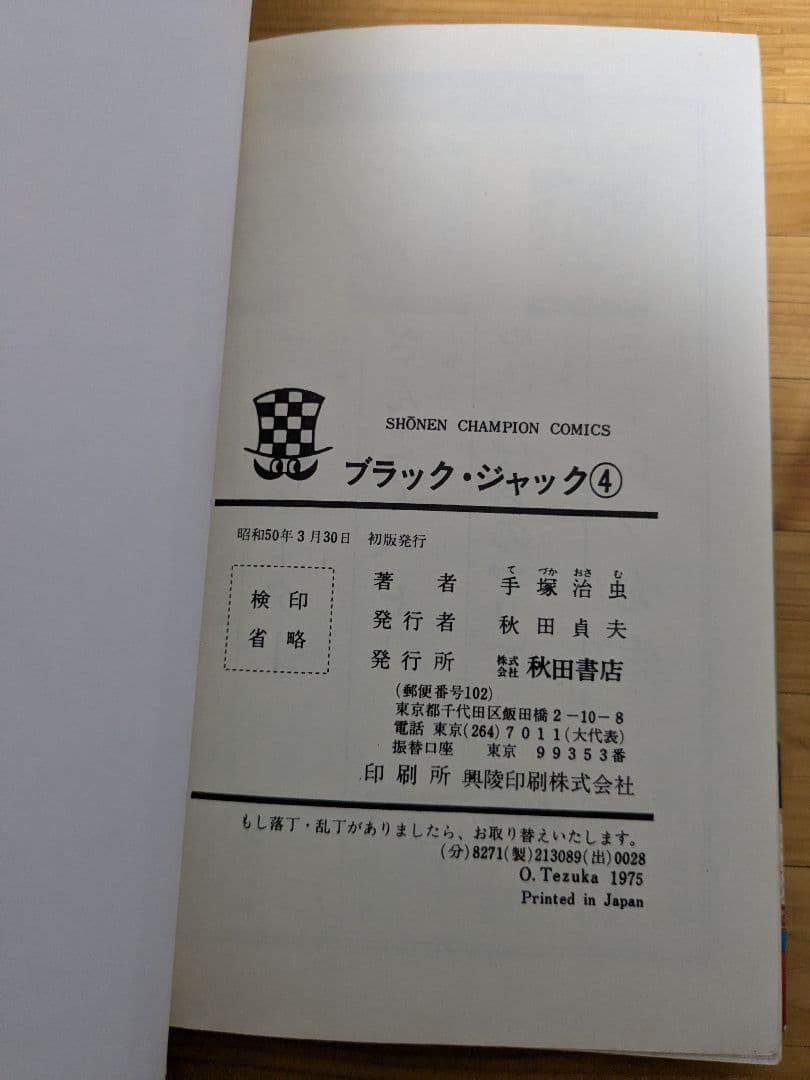 SHŌNEN CHAMPION COMICS
ブラック・ジャック④
昭和50年3月30日 初版発行
検印
省略
著者 手塚治虫
てづかおさむ
発行者 秋田貞夫
発行所 株式会社 秋田書店
(郵便番号102)
東京都千代田区飯田橋2-10-8
電話 東京(264)7011(大代表)
振替口座 東京 99353番
印刷所 興陵印刷株式会社
もし落丁・乱丁がありましたら、お取り替えいたします。
(分)8271(製)213089(出)0028
O. Tezuka 1975
Printed in Japan